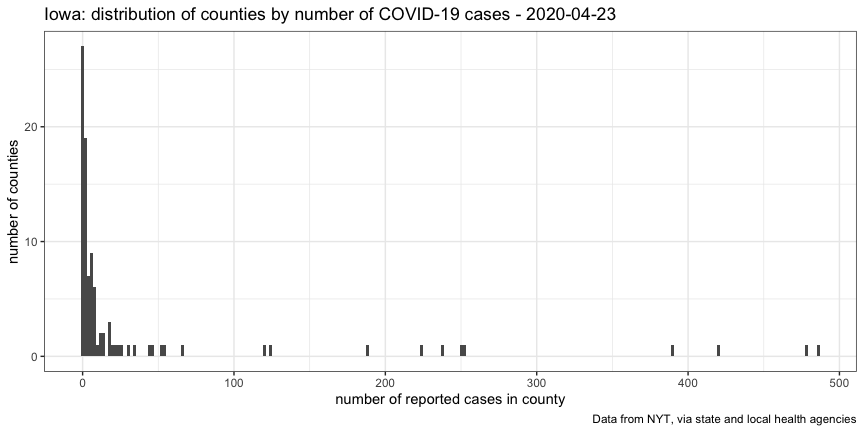 Iowa: distribution of counties by number of COVID-19 cases - 2020-04-23
number of counties
20
10
0
0 100 200 300 400 500
number of reported cases in county
Data from NYT, via state and local health agencies